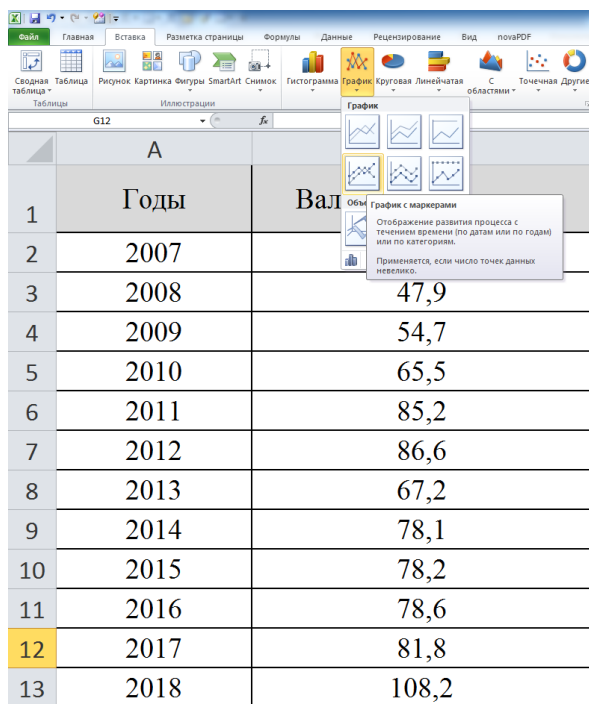 Файл Главная Вставка Разметка страницы Формулы Данные Рецензирование Вид novaPDF
Сводная таблица Таблица Рисунок Картинка Фигуры SmartArt Снимок Гистограмма График Круговая Линейчатая С областями Точечная Другие
Таблицы Иллюстрации
G12 fx
График
A
1 Годы Вал
График с маркерами
Отображение развития процесса с
течением времени (по датам или по годам)
или по категориям.
Применяется, если число точек данных
невелико.
2 2007
3 2008 47,9
4 2009 54,7
5 2010 65,5
6 2011 85,2
7 2012 86,6
8 2013 67,2
9 2014 78,1
10 2015 78,2
11 2016 78,6
12 2017 81,8
13 2018 108,2